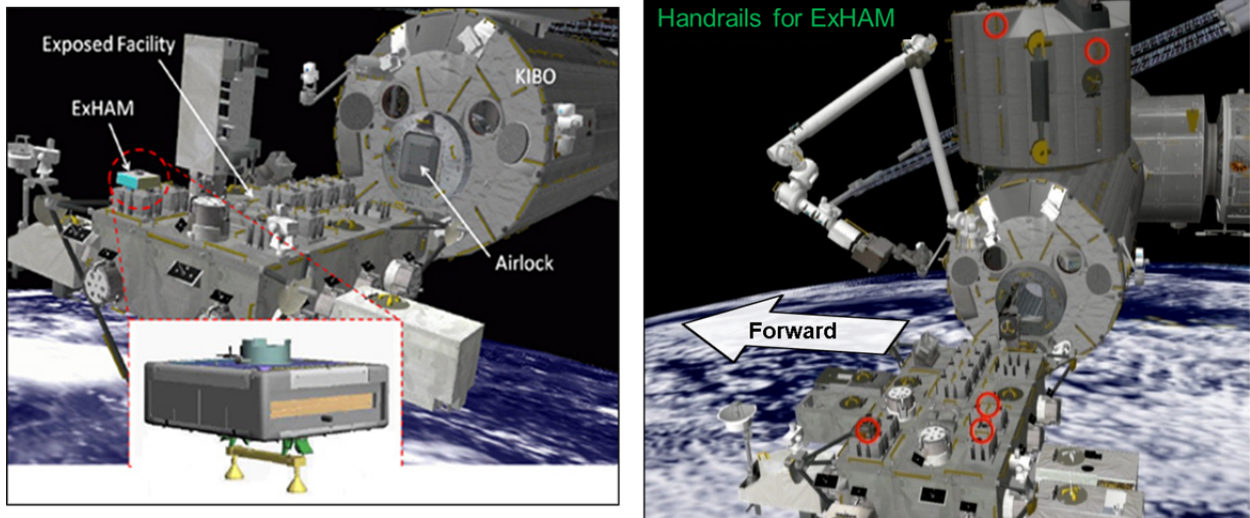 Exposed Facility
KIBO
ExHAM
Airlock
Handrails for ExHAM
Forward